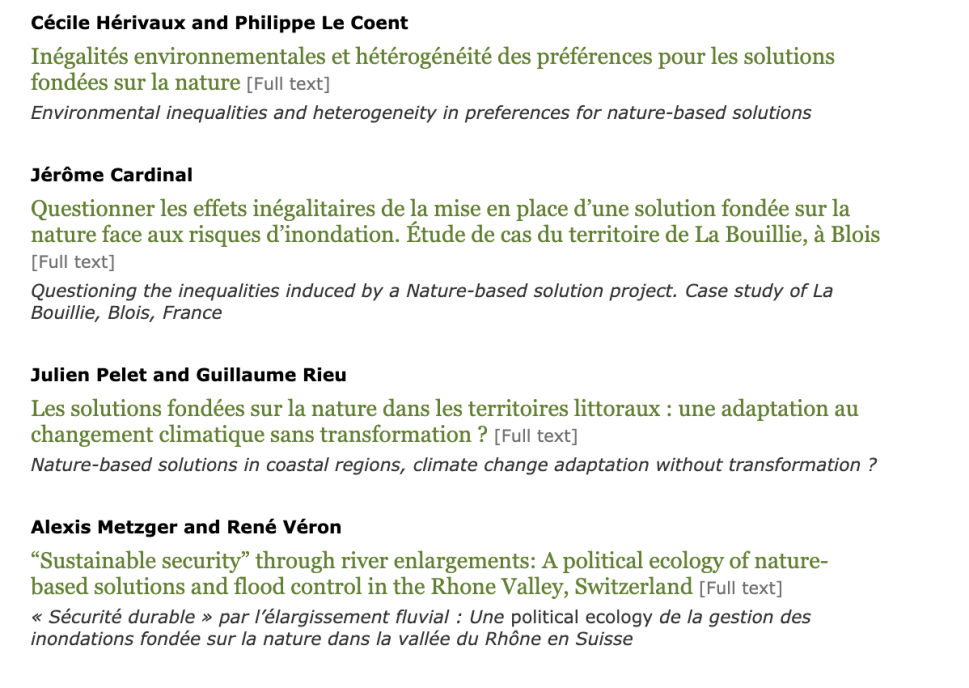 Cécile Hérivaux and Philippe Le Coent
Inégalités environnementales et hétérogénéité des préférences pour les solutions
fondées sur la nature [Full text]
Environmental inequalities and heterogeneity in preferences for nature-based solutions
Jérôme Cardinal
Questionner les effets inégalitaires de la mise en place d’une solution fondée sur la
nature face aux risques d’inondation. Étude de cas du territoire de La Bouillie, à Blois
[Full text]
Questioning the inequalities induced by a Nature-based solution project. Case study of La
Bouillie, Blois, France
Julien Pelet and Guillaume Rieu
Les solutions fondées sur la nature dans les territoires littoraux : une adaptation au
changement climatique sans transformation ? [Full text]
Nature-based solutions in coastal regions, climate change adaptation without transformation ?
Alexis Metzger and René Véron
“Sustainable security” through river enlargements: A political ecology of nature-
based solutions and flood control in the Rhone Valley, Switzerland [Full text]
« Sécurité durable » par l’élargissement fluvial : Une political ecology de la gestion des
inondations fondée sur la nature dans la vallée du Rhône en Suisse